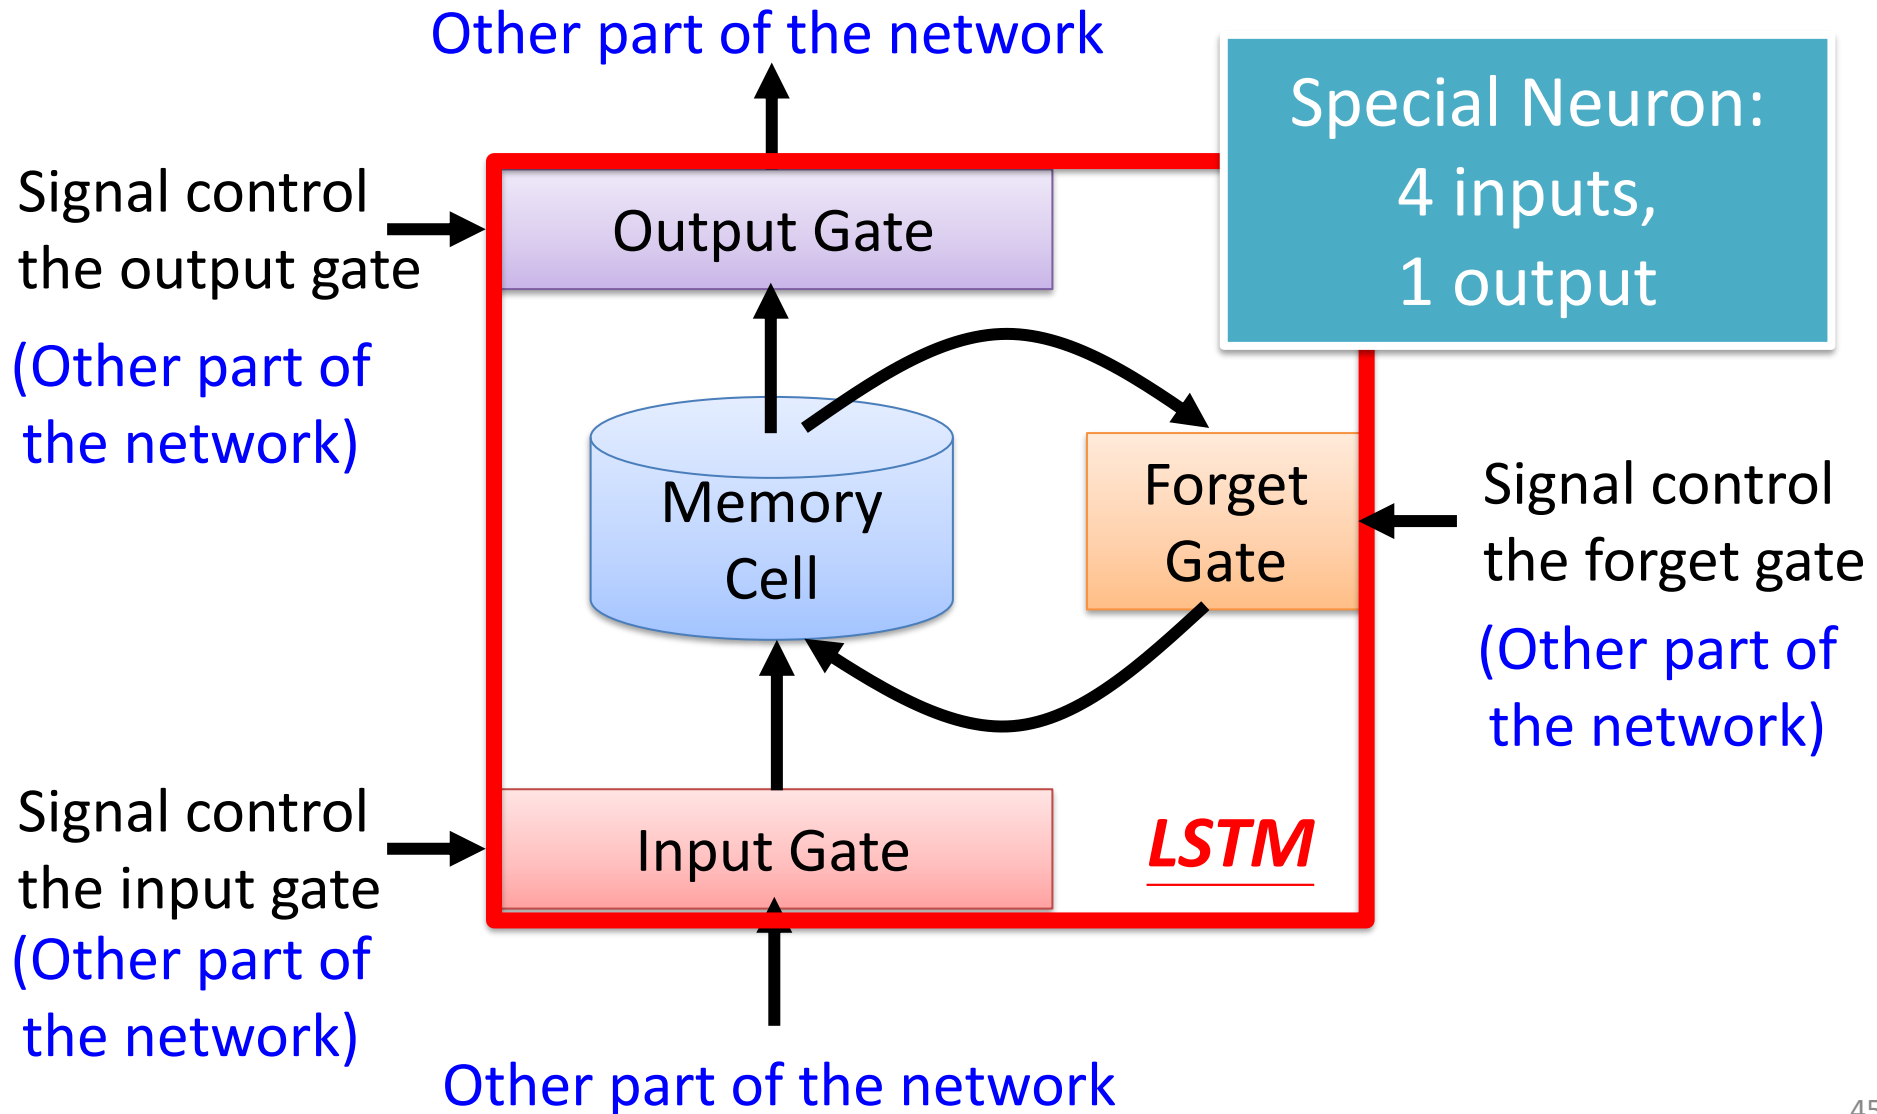 Other part of the network
Special Neuron:
4 inputs,
1 output
Signal control
the output gate
(Other part of
the network)
Output Gate
Memory
Cell
Forget
Gate
Signal control
the forget gate
(Other part of
the network)
Signal control
the input gate
(Other part of
the network)
Input Gate
LSTM
Other part of the network
45